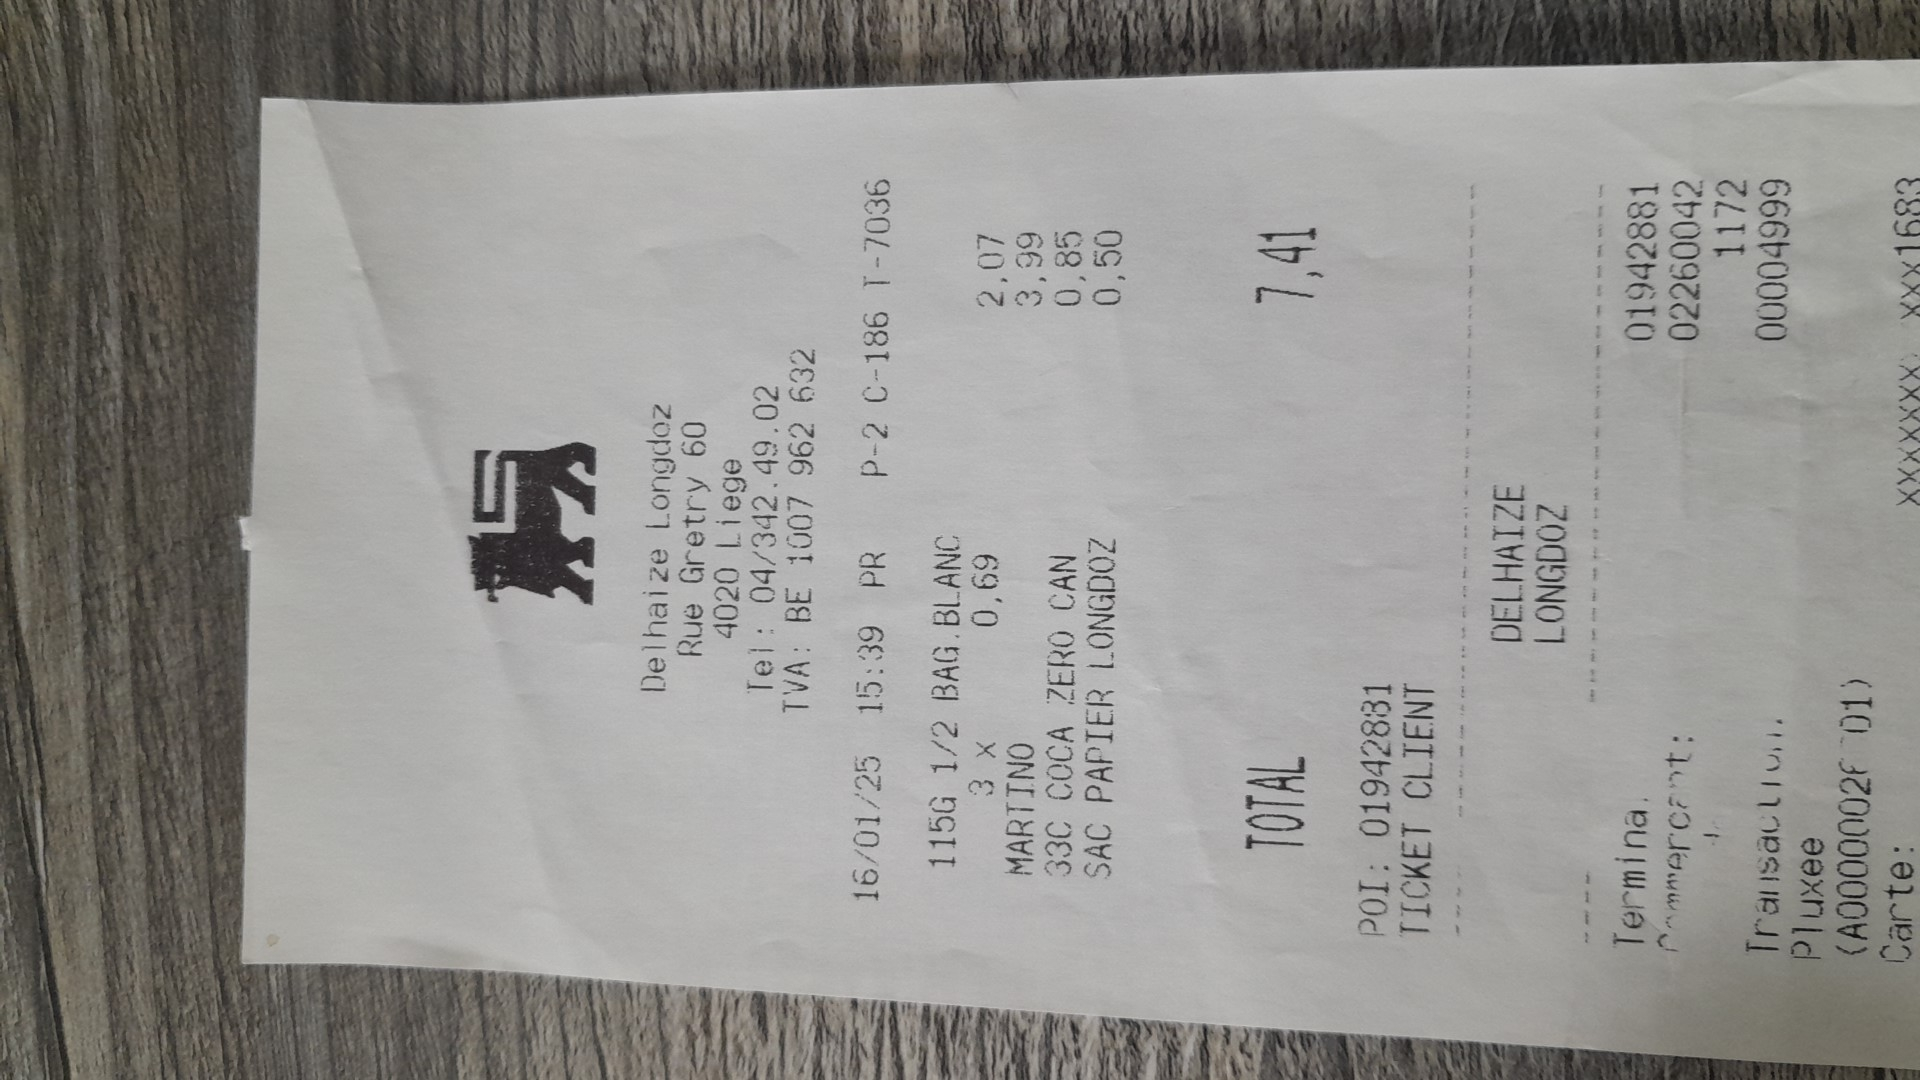 Delhaize Longdoz
Rue Gretry 60
4020 Liege
Tel: 04/342.49.02
TVA: BE 1007 962 632
16/01/25 15:39 PR P-2 C-186 T-7036
115G 1/2 BAG.BLANC
3 x 0,69 2,07
MARTINO 3,99
33C COCA ZERO CAN 0,85
SAC PAPIER LONGDOZ 0,50
TOTAL 7,41
POI: 01942881
TICKET CLIENT
DELHAIZE
LONGDOZ
01942881
02260042
1172
00004999
Pluxee
Carte: XXXXXXX XXX1683